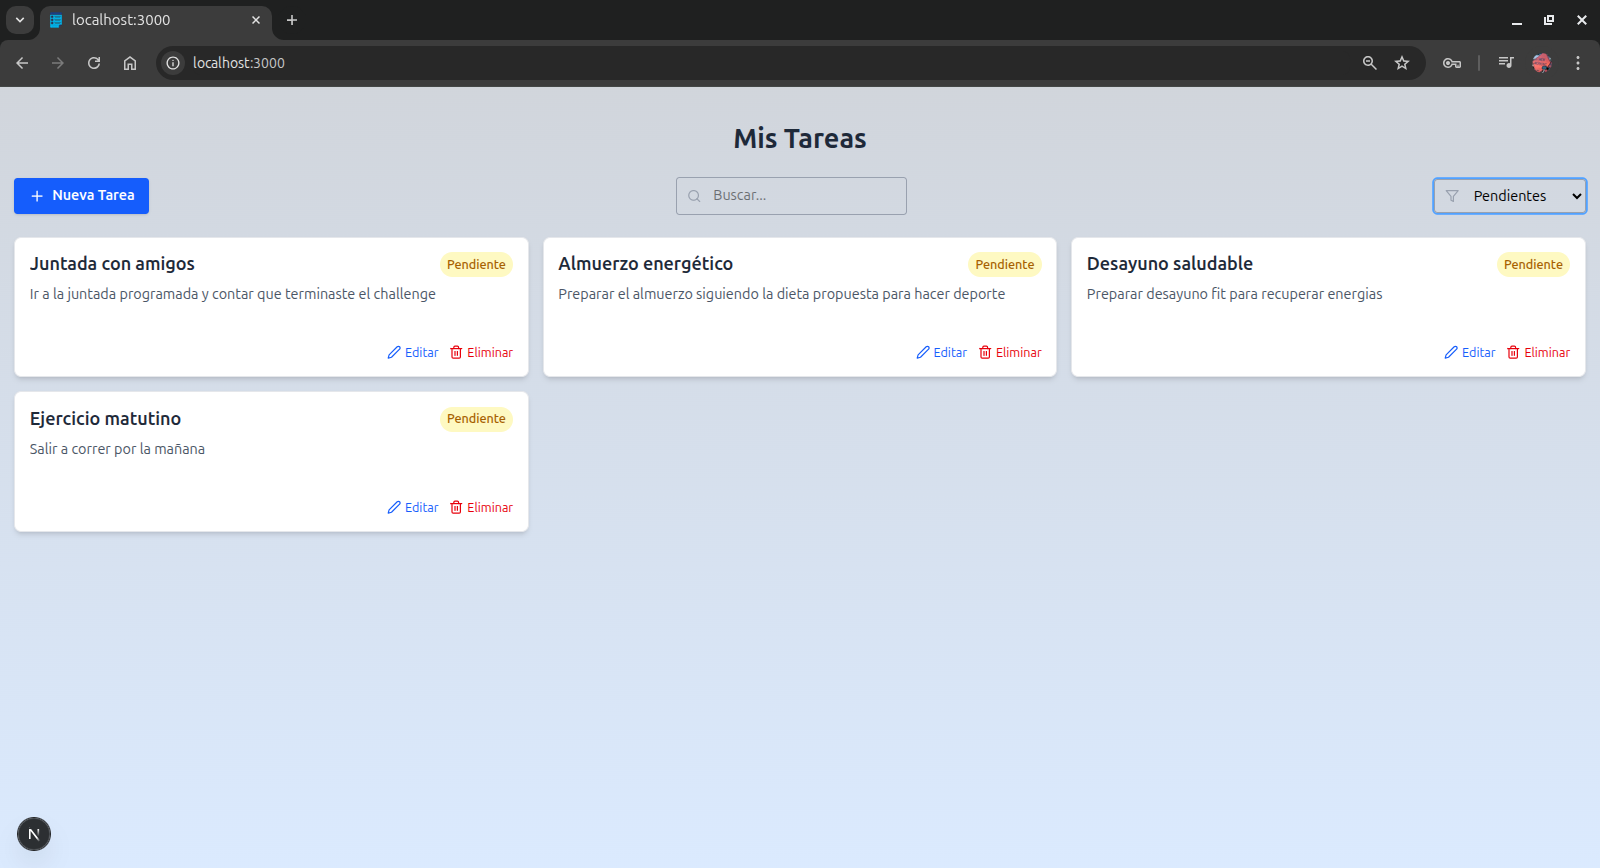 localhost:3000
localhost:3000
Mis Tareas
Nueva Tarea
Buscar...
Pendientes
Juntada con amigos
Pendiente
Ir a la juntada programada y contar que terminaste el challenge
Editar
Eliminar
Almuerzo energético
Pendiente
Preparar el almuerzo siguiendo la dieta propuesta para hacer deporte
Editar
Eliminar
Desayuno saludable
Pendiente
Preparar desayuno fit para recuperar energias
Editar
Eliminar
Ejercicio matutino
Pendiente
Salir a correr por la mañana
Editar
Eliminar
N